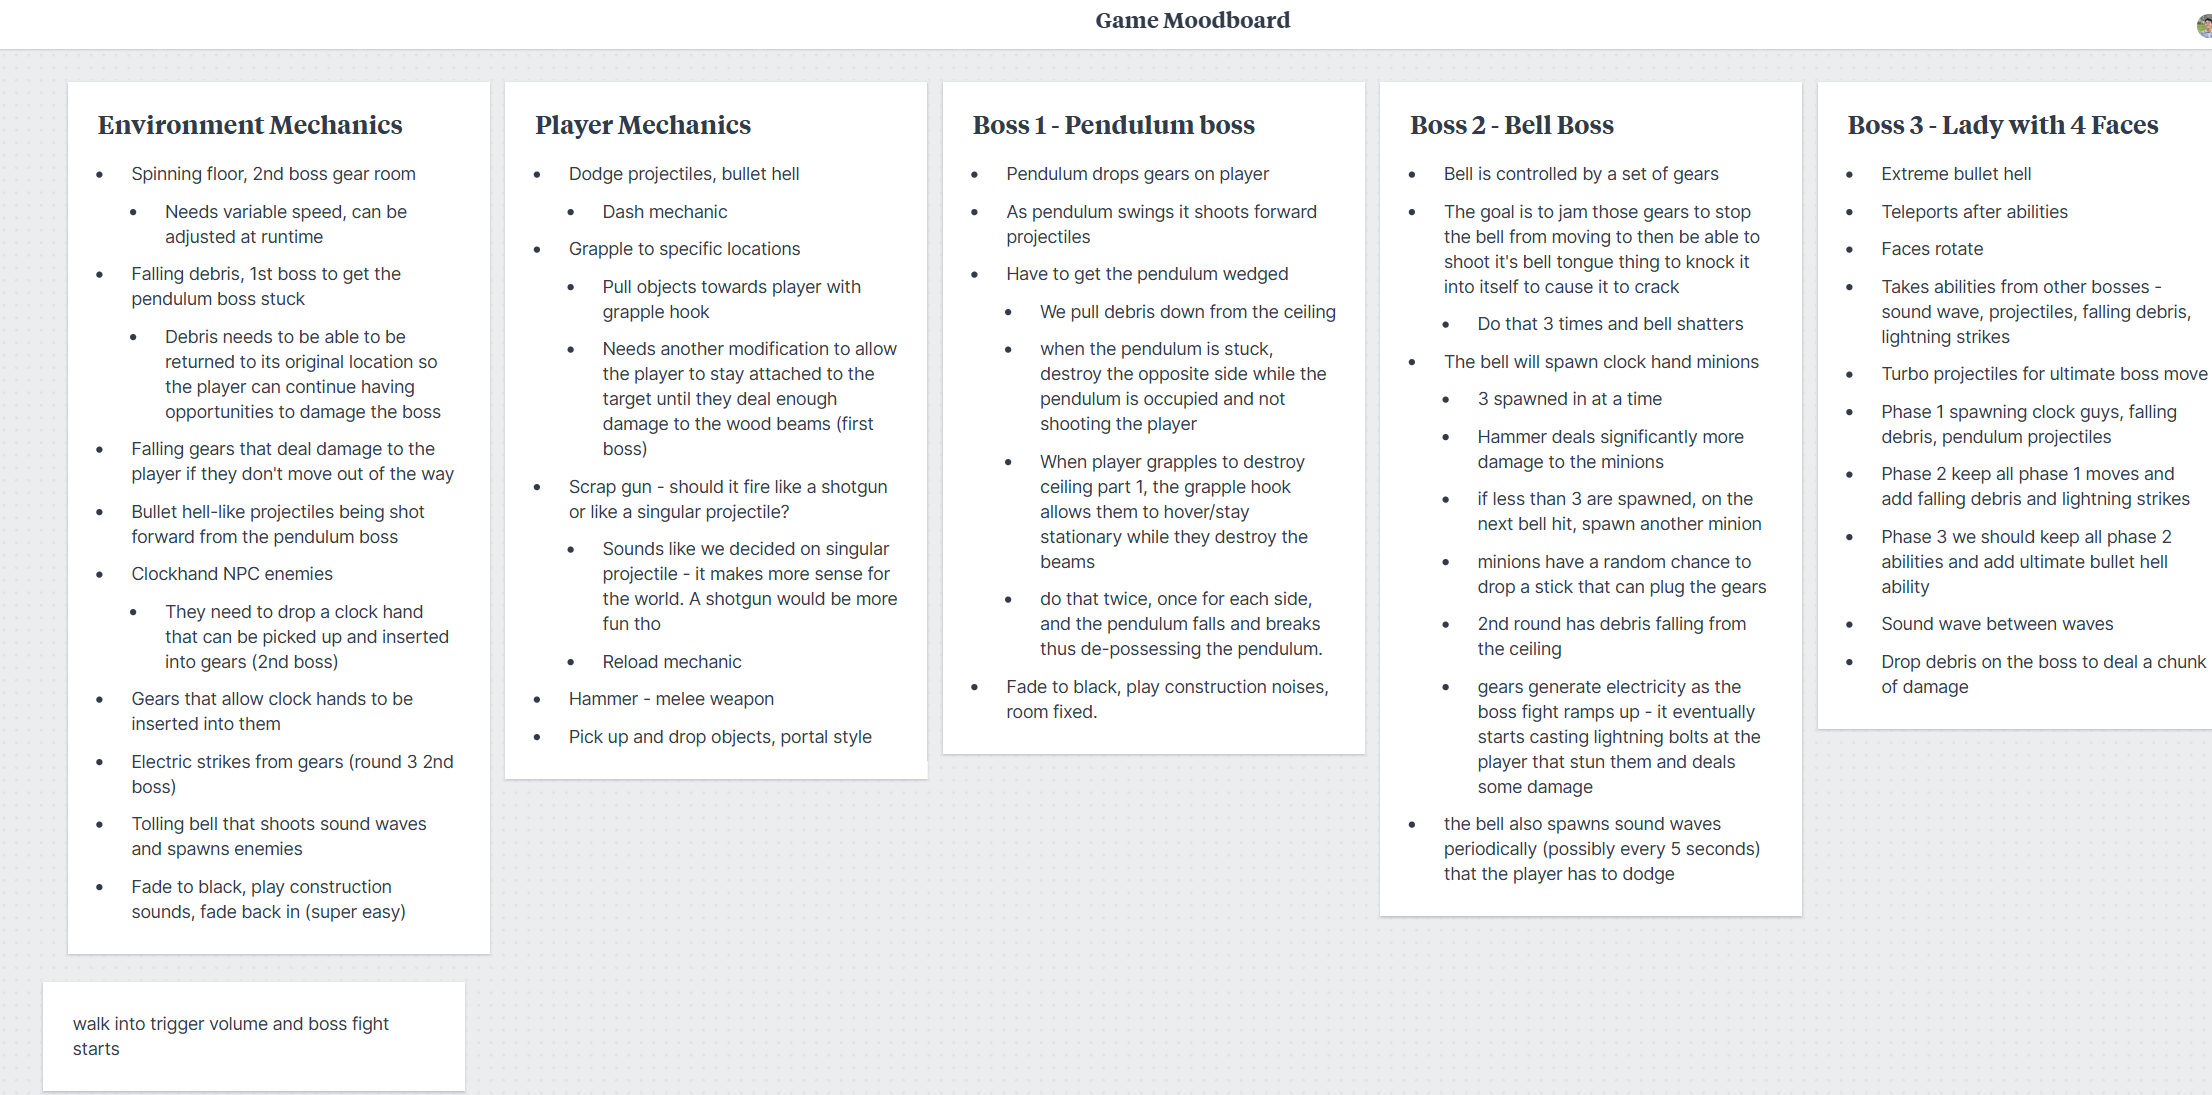 Game Moodboard
Environment Mechanics
Spinning floor, 2nd boss gear room
Needs variable speed, can be
adjusted at runtime
Falling debris, 1st boss to get the
pendulum boss stuck
Debris needs to be able to be
returned to its original location so
the player can continue having
opportunities to damage the boss
Falling gears that deal damage to the
player if they don't move out of the way
Bullet hell-like projectiles being shot
forward from the pendulum boss
Clockhand NPC enemies
They need to drop a clock hand
that can be picked up and inserted
into gears (2nd boss)
Gears that allow clock hands to be
inserted into them
Electric strikes from gears (round 3 2nd
boss)
Tolling bell that shoots sound waves
and spawns enemies
Fade to black, play construction
sounds, fade back in (super easy)
walk into trigger volume and boss fight
starts
Player Mechanics
Dodge projectiles, bullet hell
Dash mechanic
Grapple to specific locations
Pull objects towards player with
grapple hook
Needs another modification to allow
the player to stay attached to the
target until they deal enough
damage to the wood beams (first
boss)
Scrap gun - should it fire like a shotgun
or like a singular projectile?
Sounds like we decided on singular
projectile - it makes more sense for
the world. A shotgun would be more
fun tho
Reload mechanic
Hammer - melee weapon
Pick up and drop objects, portal style
Boss 1 - Pendulum boss
Pendulum drops gears on player
As pendulum swings it shoots forward
projectiles
Have to get the pendulum wedged
We pull debris down from the ceiling
when the pendulum is stuck,
destroy the opposite side while the
pendulum is occupied and not
shooting the player
When player grapples to destroy
ceiling part 1, the grapple hook
allows them to hover/stay
stationary while they destroy the
beams
do that twice, once for each side,
and the pendulum falls and breaks
thus de-possessing the pendulum.
Fade to black, play construction noises,
room fixed.
Boss 2 - Bell Boss
Bell is controlled by a set of gears
The goal is to jam those gears to stop
the bell from moving to then be able to
shoot it's bell tongue thing to knock it
into itself to cause it to crack
Do that 3 times and bell shatters
The bell will spawn clock hand minions
3 spawned in at a time
Hammer deals significantly more
damage to the minions
if less than 3 are spawned, on the
next bell hit, spawn another minion
minions have a random chance to
drop a stick that can plug the gears
2nd round has debris falling from
the ceiling
gears generate electricity as the
boss fight ramps up - it eventually
starts casting lightning bolts at the
player that stun them and deals
some damage
the bell also spawns sound waves
periodically (possibly every 5 seconds)
that the player has to dodge
Boss 3 - Lady with 4 Faces
Extreme bullet hell
Teleports after abilities
Faces rotate
Takes abilities from other bosses -
sound wave, projectiles, falling debris,
lightning strikes
Turbo projectiles for ultimate boss move
Phase 1 spawning clock guys, falling
debris, pendulum projectiles
Phase 2 keep all phase 1 moves and
add falling debris and lightning strikes
Phase 3 we should keep all phase 2
abilities and add ultimate bullet hell
ability
Sound wave between waves
Drop debris on the boss to deal a chunk
of damage